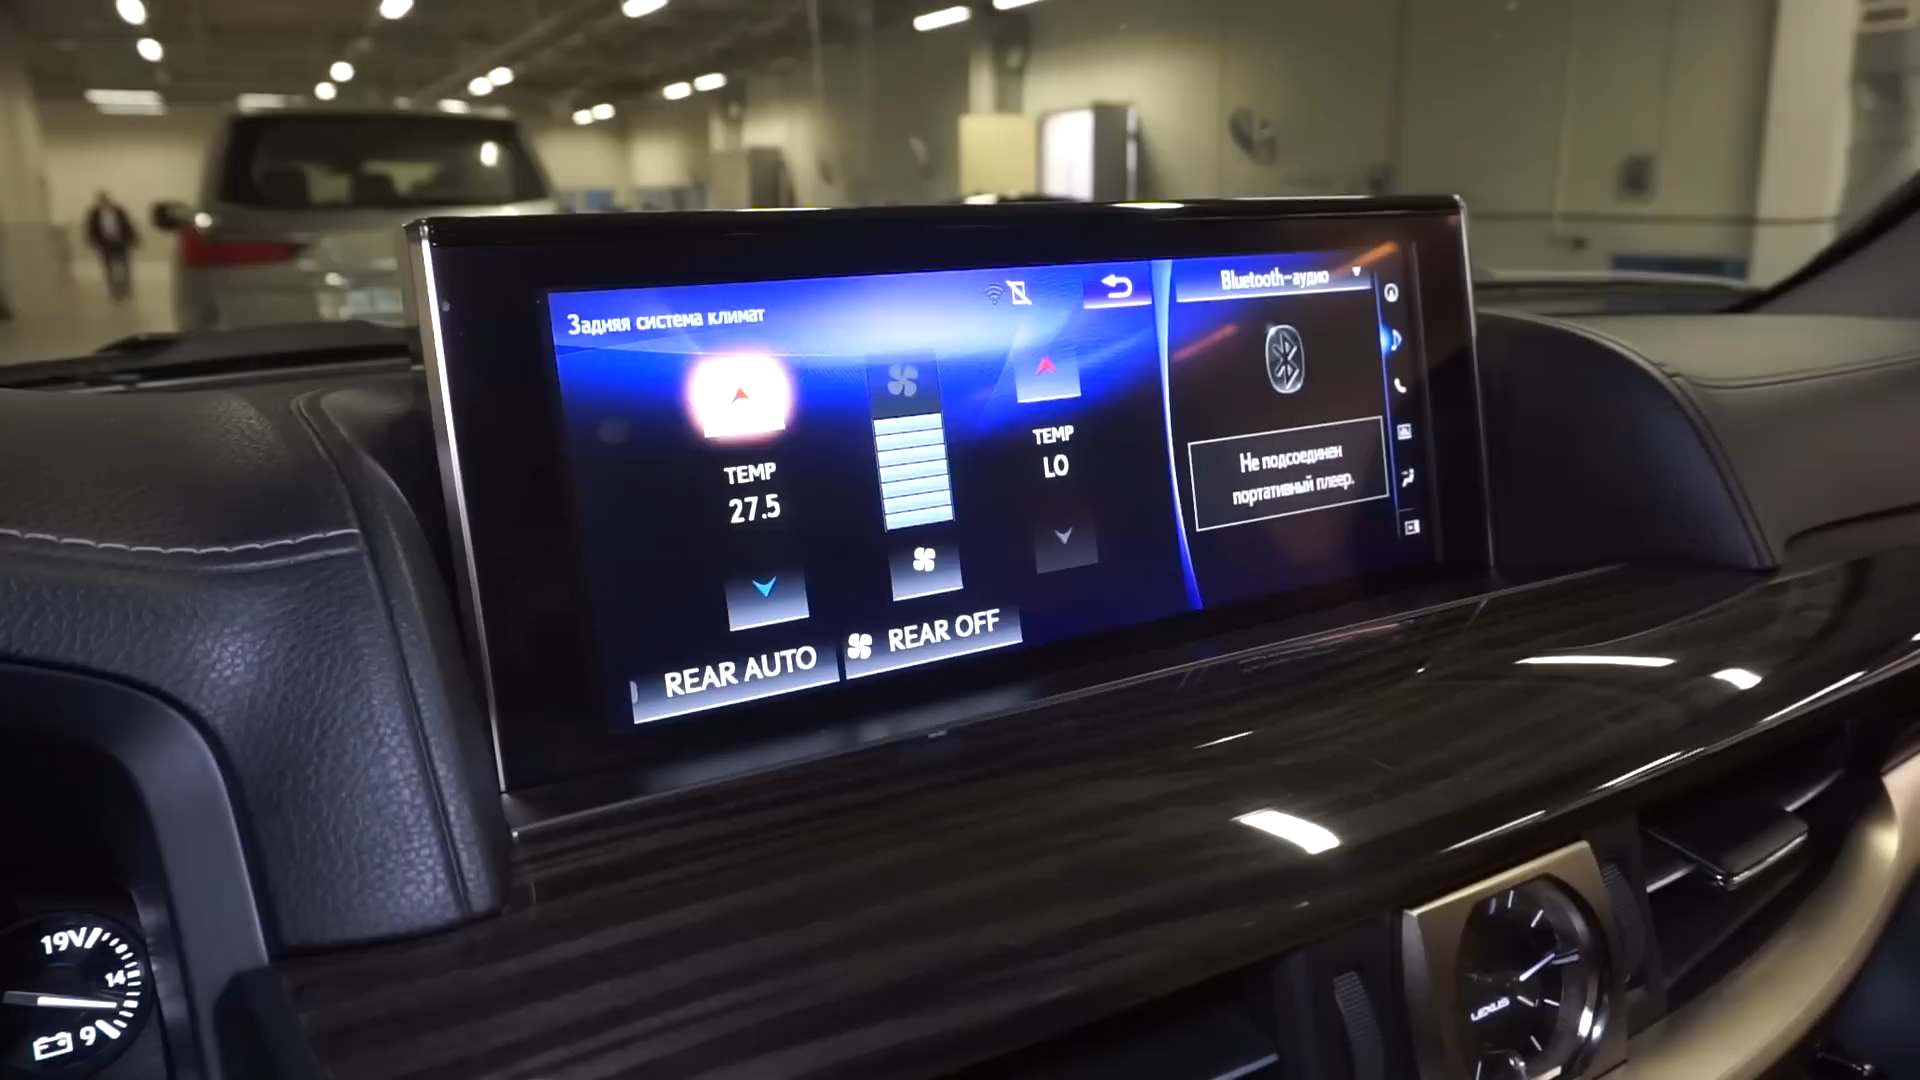 Задняя система климат
Bluetooth-аудио
TEMP
27.5
TEMP
LO
Не подсоединен
портативный плеер.
REAR AUTO
REAR OFF
19V
14
9
LEXUS